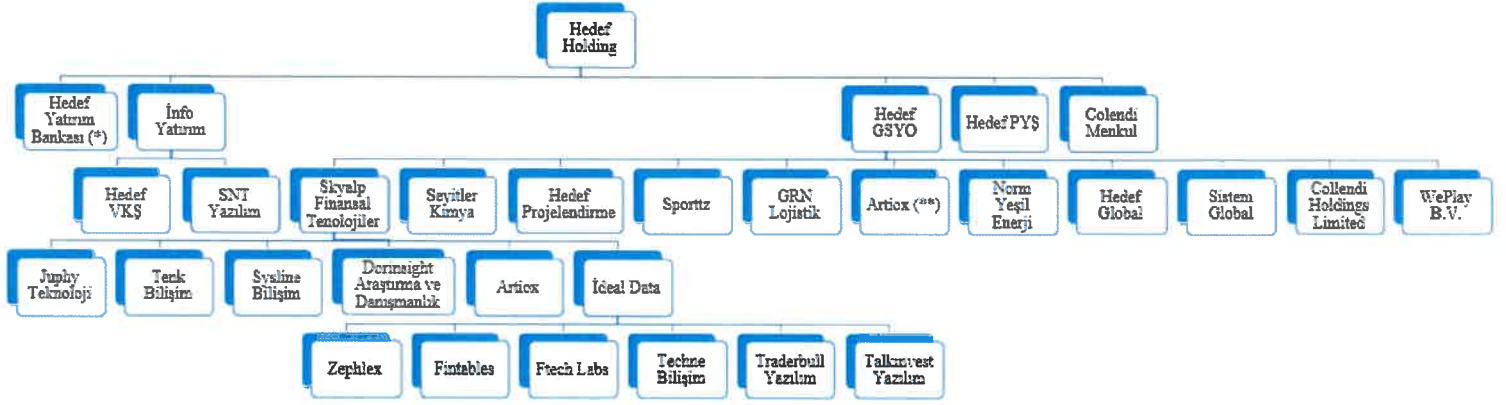 Hedef
Holding
Hedef
Yatırım
Bankası (*)
İnfo
Yatırım
Hedef
GSYO
Hedef PYŞ
Colendi
Menkul
Hedef
VKŞ
SNT
Yazılım
Skyalp
Finansal
Tenolojiler
Seyitler
Kimya
Hedef
Projelendirme
Sporttz
GRN
Lojistik
Artiox (**)
Norm
Yeşil
Enerji
Hedef
Global
Sistem
Global
Collendi
Holdings
Limited
WePlay
B.V.
Juphy
Teknoloji
Tenk
Bilişim
Sysline
Bilişim
Dorinsight
Araştırma ve
Danışmanlık
Artiox
İdeal Data
Zephlex
Fintables
Ftech Labs
Techne
Bilişim
Traderbull
Yazılım
Talkinvest
Yazılım